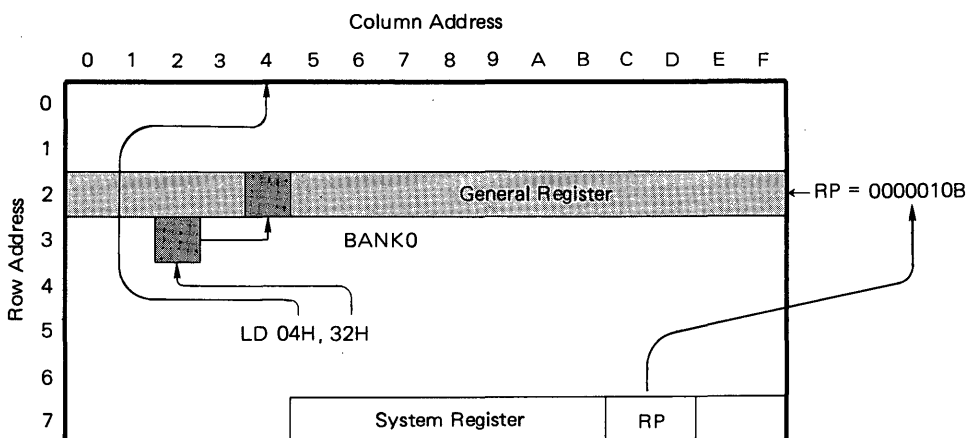 Column Address
0 1 2 3 4 5 6 7 8 9 A B C D E F
0
1
2 General Register RP = 0000010B
3 BANK0
4
Row Address
5 LD 04H, 32H
6
7 System Register RP